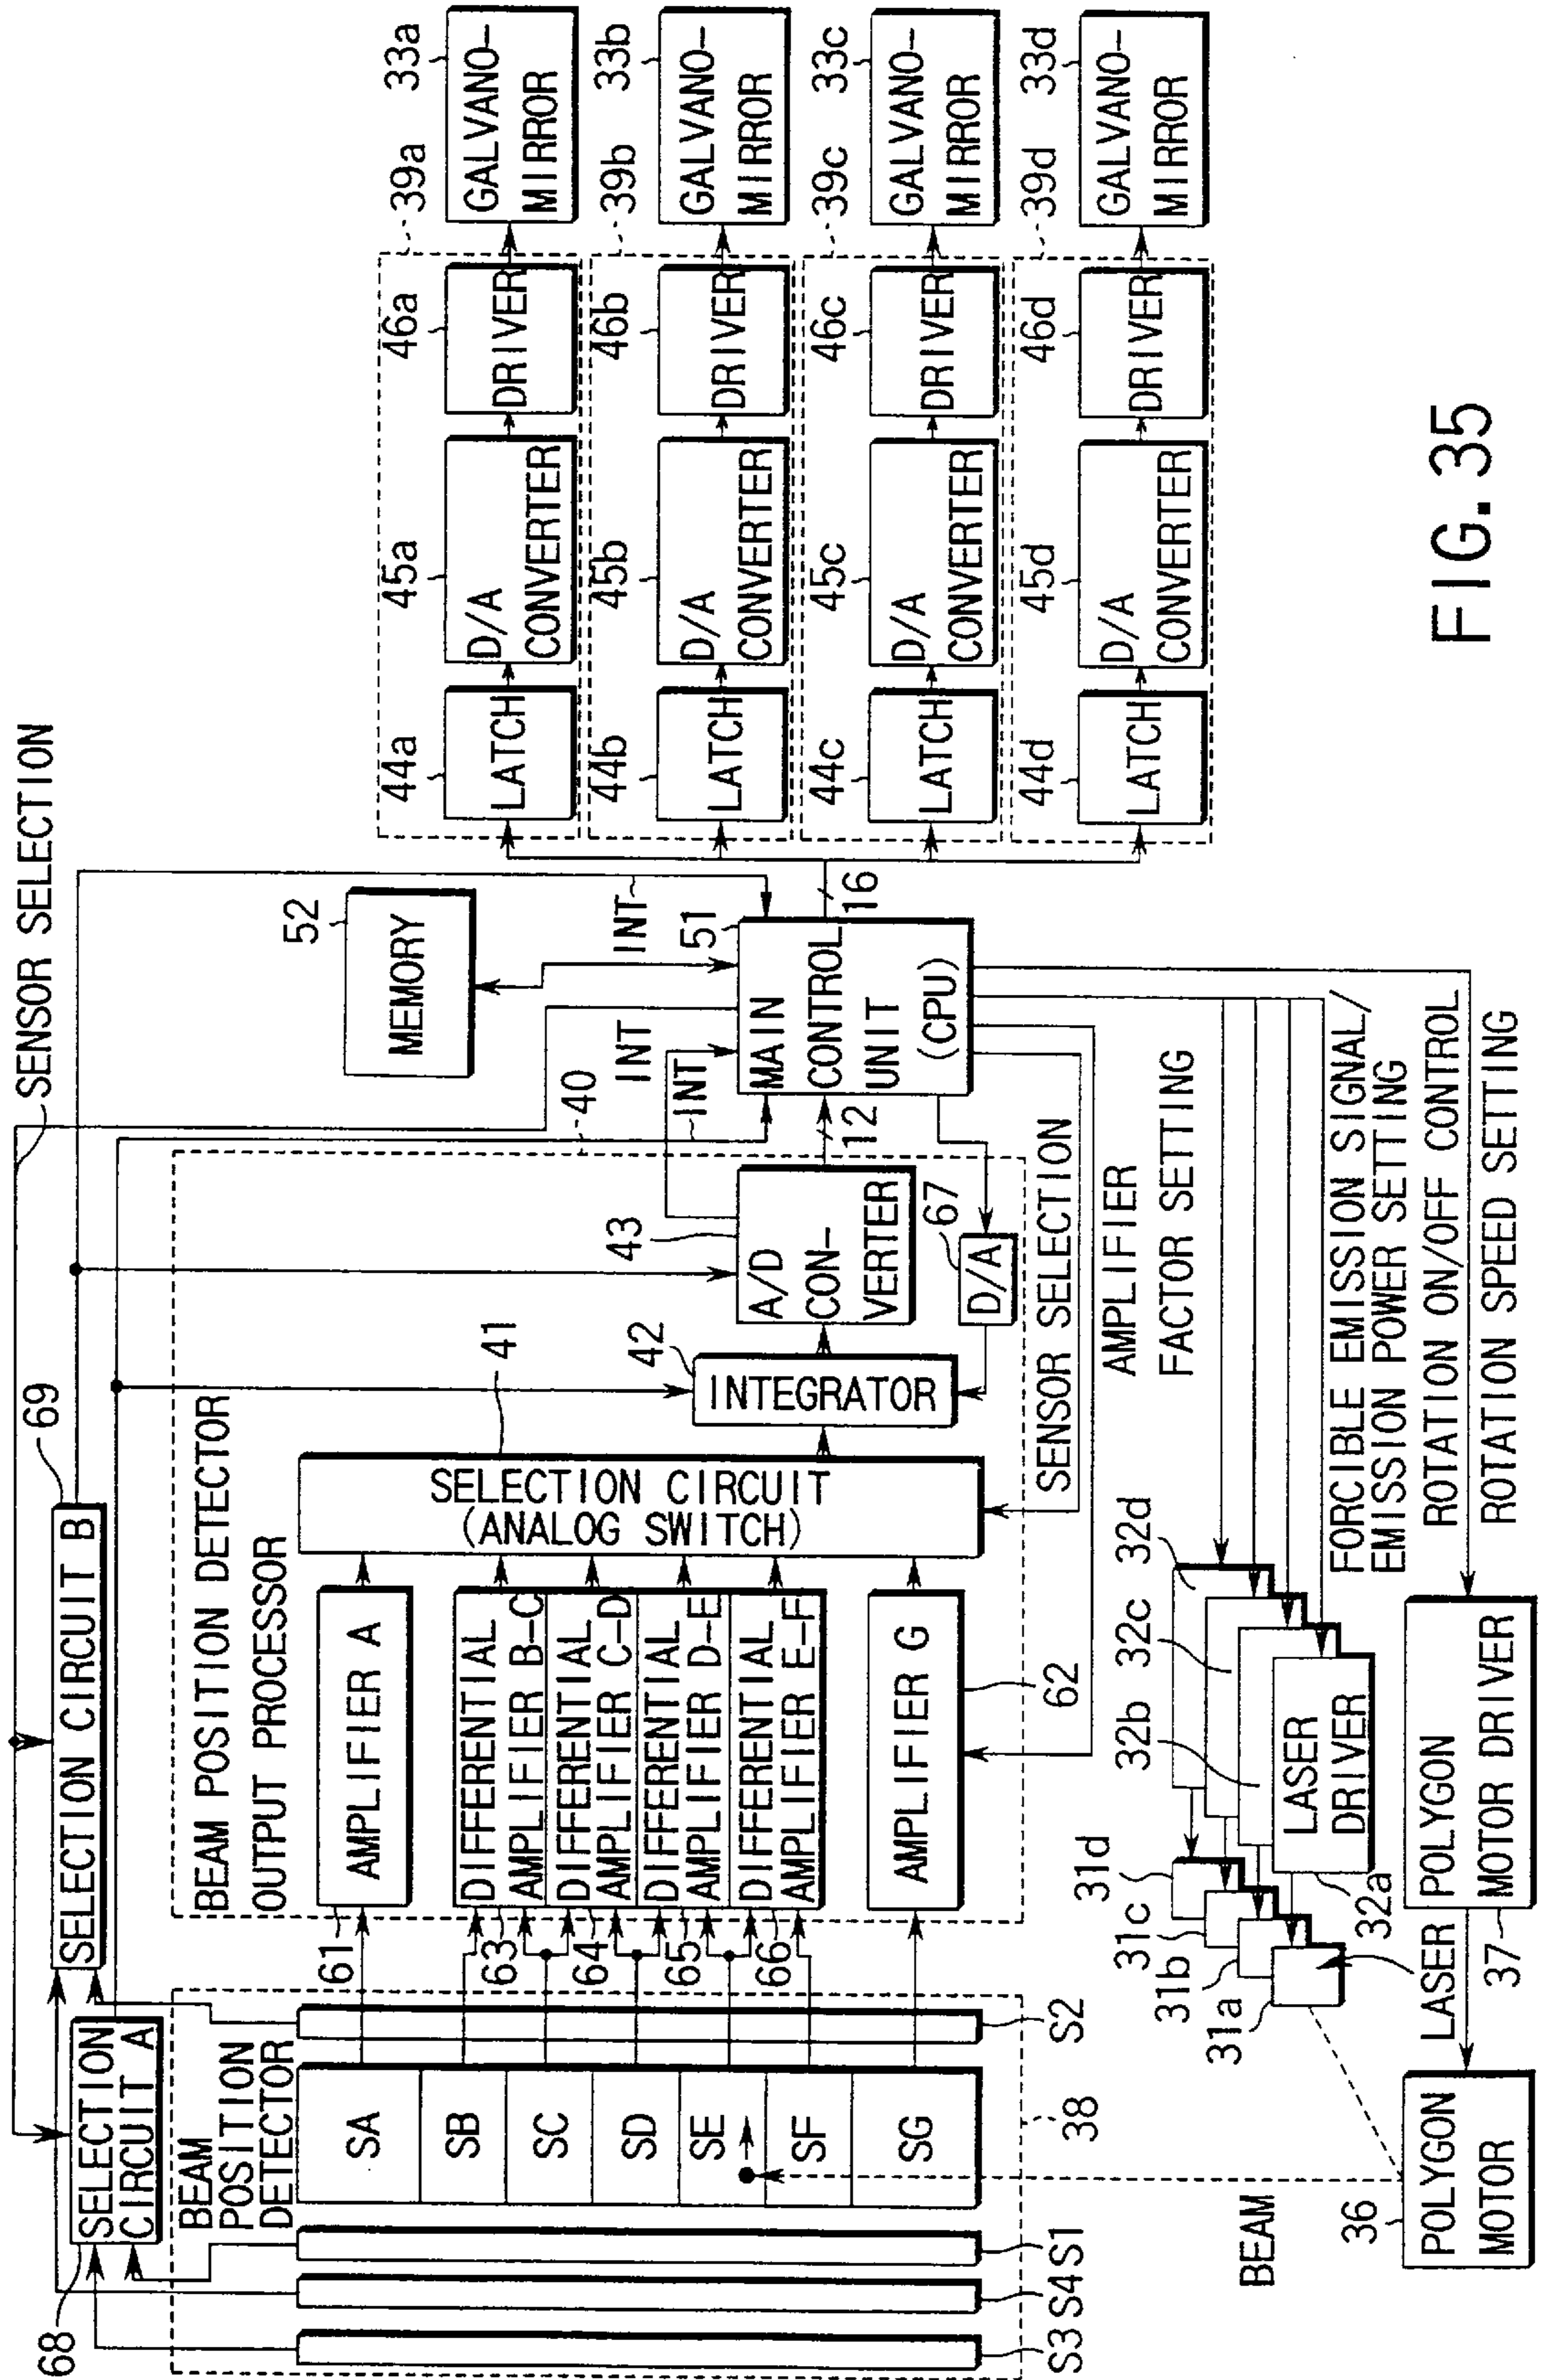 SENSOR SELECTION
68
SELECTION
CIRCUIT A
69
SELECTION CIRCUIT B
52
MEMORY
BEAM
POSITION
DETECTOR
S3
S4
S1
SA
SB
SC
SD
SE
SF
SG
S2
38
BEAM POSITION DETECTOR
OUTPUT PROCESSOR
40
61
AMPLIFIER A
63
DIFFERENTIAL
AMPLIFIER B-C
64
DIFFERENTIAL
AMPLIFIER C-D
65
DIFFERENTIAL
AMPLIFIER D-E
66
DIFFERENTIAL
AMPLIFIER E-F
AMPLIFIER G
62
41
SELECTION CIRCUIT
(ANALOG SWITCH)
42
INTEGRATOR
43
A/D
CON-
VERTER
67
D/A
12
INT
INT
INT
51
MAIN
CONTROL
UNIT
(CPU)
16
SENSOR SELECTION
AMPLIFIER
FACTOR SETTING
FORCIBLE EMISSION SIGNAL/
EMISSION POWER SETTING
ROTATION ON/OFF CONTROL
ROTATION SPEED SETTING
39a
44a
LATCH
45a
D/A
CONVERTER
46a
DRIVER
33a
GALVANO-
MIRROR
39b
44b
LATCH
45b
D/A
CONVERTER
46b
DRIVER
33b
GALVANO-
MIRROR
39c
44c
LATCH
45c
D/A
CONVERTER
46c
DRIVER
33c
GALVANO-
MIRROR
39d
44d
LATCH
45d
D/A
CONVERTER
46d
DRIVER
33d
GALVANO-
MIRROR
31d
31c
31b
31a
32d
32c
32b
32a
LASER
DRIVER
LASER
BEAM
36
POLYGON
MOTOR
37
POLYGON
MOTOR DRIVER
FIG. 35